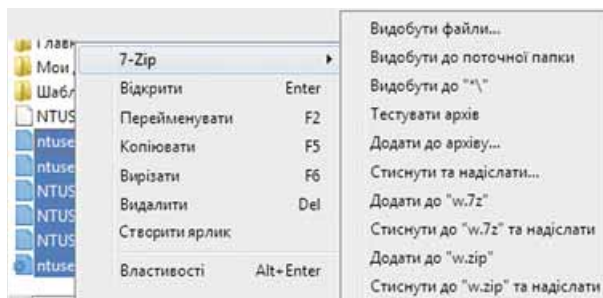 Главн
Мои
Шабл
NTUS
ntuse
ntuse
NTUS
NTUS
NTUS
ntuse
7-Zip
Відкрити Enter
Перейменувати F2
Копіювати F5
Вирізати F6
Видалити Del
Створити ярлик
Властивості Alt+Enter
Видобути файли...
Видобути до поточної папки
Видобути до "*\"
Тестувати архів
Додати до архіву...
Стиснути та надіслати...
Додати до "w.7z"
Стиснути до "w.7z" та надіслати
Додати до "w.zip"
Стиснути до "w.zip" та надіслати